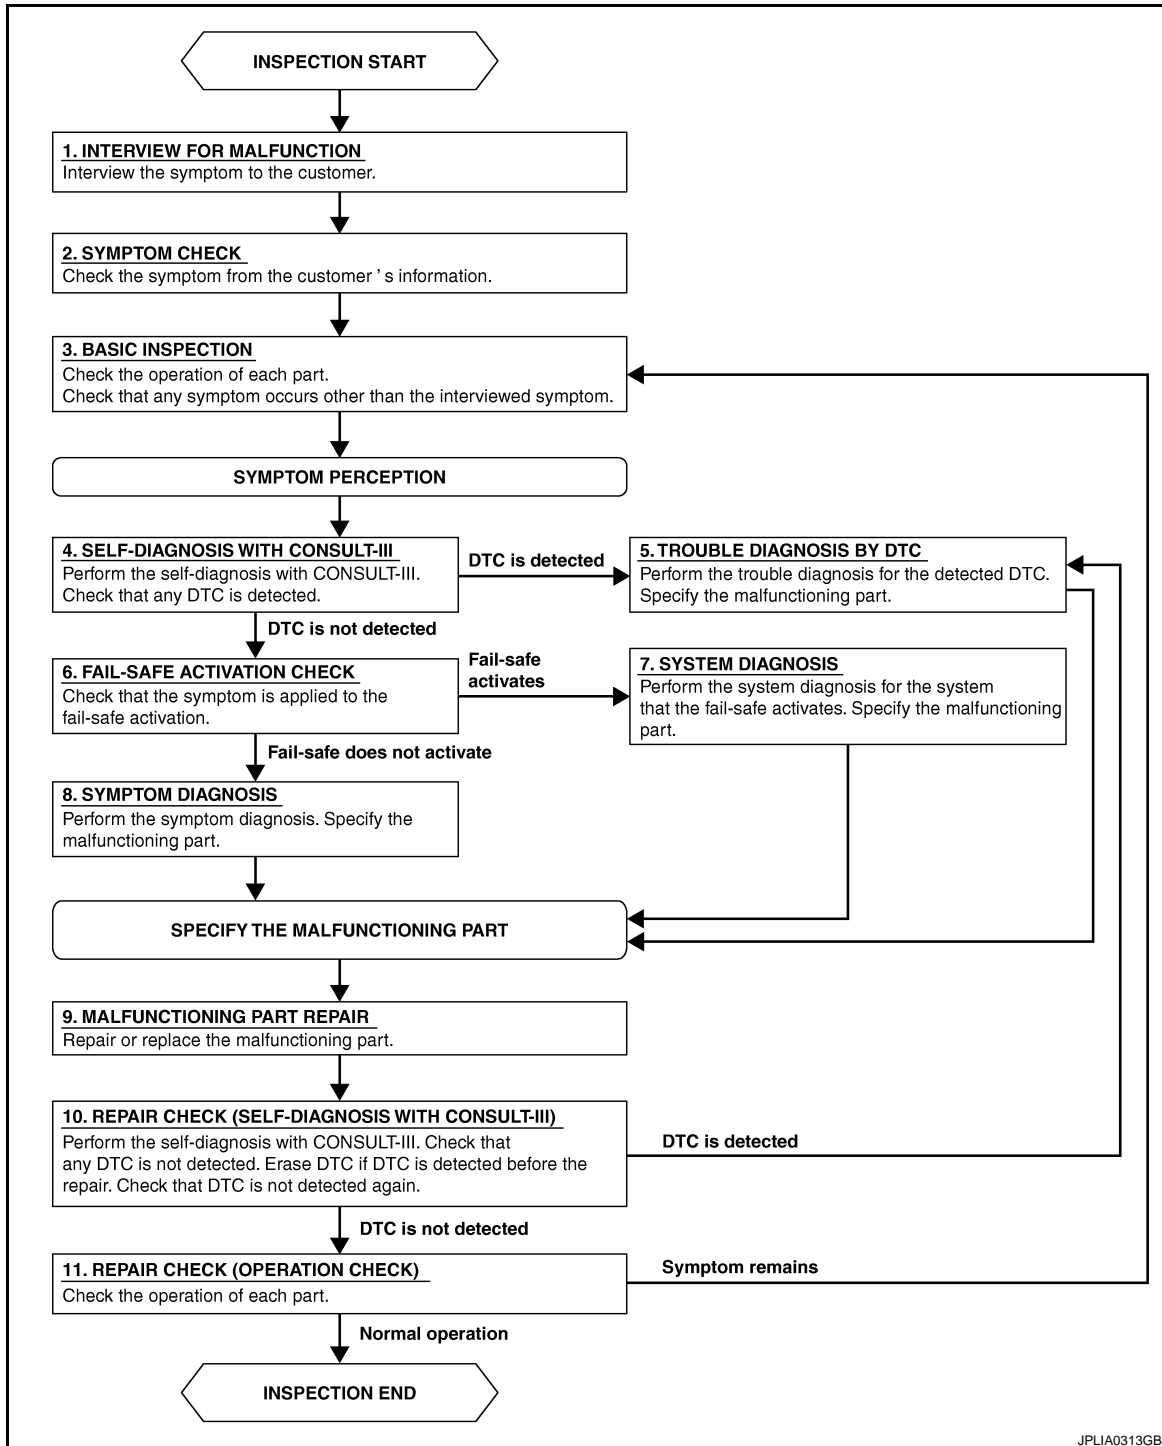 INSPECTION START
1. INTERVIEW FOR MALFUNCTION
Interview the symptom to the customer.
2. SYMPTOM CHECK
Check the symptom from the customer ' s information.
3. BASIC INSPECTION
Check the operation of each part.
Check that any symptom occurs other than the interviewed symptom.
SYMPTOM PERCEPTION
4. SELF-DIAGNOSIS WITH CONSULT-III
Perform the self-diagnosis with CONSULT-III.
Check that any DTC is detected.
DTC is detected
5. TROUBLE DIAGNOSIS BY DTC
Perform the trouble diagnosis for the detected DTC.
Specify the malfunctioning part.
DTC is not detected
6. FAIL-SAFE ACTIVATION CHECK
Check that the symptom is applied to the
fail-safe activation.
Fail-safe
activates
7. SYSTEM DIAGNOSIS
Perform the system diagnosis for the system
that the fail-safe activates. Specify the malfunctioning
part.
Fail-safe does not activate
8. SYMPTOM DIAGNOSIS
Perform the symptom diagnosis. Specify the
malfunctioning part.
SPECIFY THE MALFUNCTIONING PART
9. MALFUNCTIONING PART REPAIR
Repair or replace the malfunctioning part.
10. REPAIR CHECK (SELF-DIAGNOSIS WITH CONSULT-III)
Perform the self-diagnosis with CONSULT-III. Check that
any DTC is not detected. Erase DTC if DTC is detected before the
repair. Check that DTC is not detected again.
DTC is detected
DTC is not detected
11. REPAIR CHECK (OPERATION CHECK)
Check the operation of each part.
Symptom remains
Normal operation
INSPECTION END
JPLIA0313GB